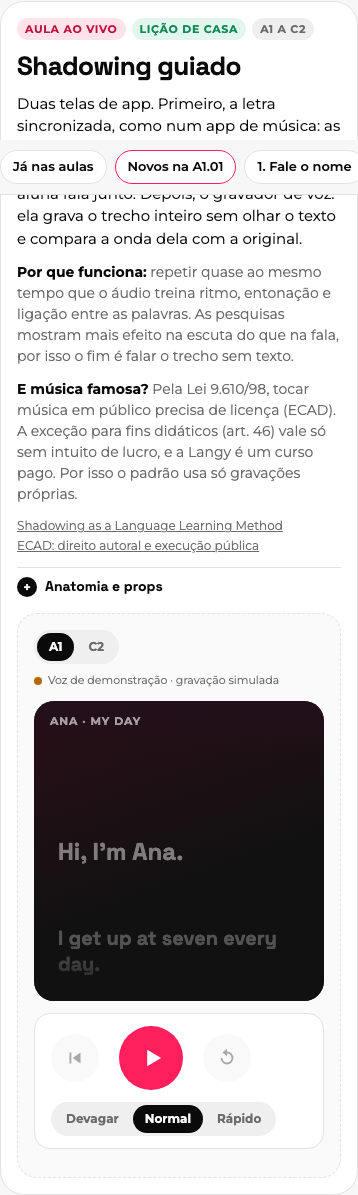 AULA AO VIVO LIÇÃO DE CASA A1 A C2
Shadowing guiado
Duas telas de app. Primeiro, a letra
sincronizada, como num app de música: as
Já nas aulas Novos na A1.01 1. Fale o nome
aluna fala junto. Depois, o gravador de voz:
ela grava o trecho inteiro sem olhar o texto
e compara a onda dela com a original.
Por que funciona: repetir quase ao mesmo
tempo que o áudio treina ritmo, entonação e
ligação entre as palavras. As pesquisas
mostram mais efeito na escuta do que na fala,
por isso o fim é falar o trecho sem texto.
E música famosa? Pela Lei 9.610/98, tocar
música em público precisa de licença (ECAD).
A exceção para fins didáticos (art. 46) vale só
sem intuito de lucro, e a Langy é um curso
pago. Por isso o padrão usa só gravações
próprias.
Shadowing as a Language Learning Method
ECAD: direito autoral e execução pública
+ Anatomia e props
A1 C2
Voz de demonstração · gravação simulada
ANA · MY DAY
Hi, I'm Ana.
I get up at seven every
day.
Devagar Normal Rápido